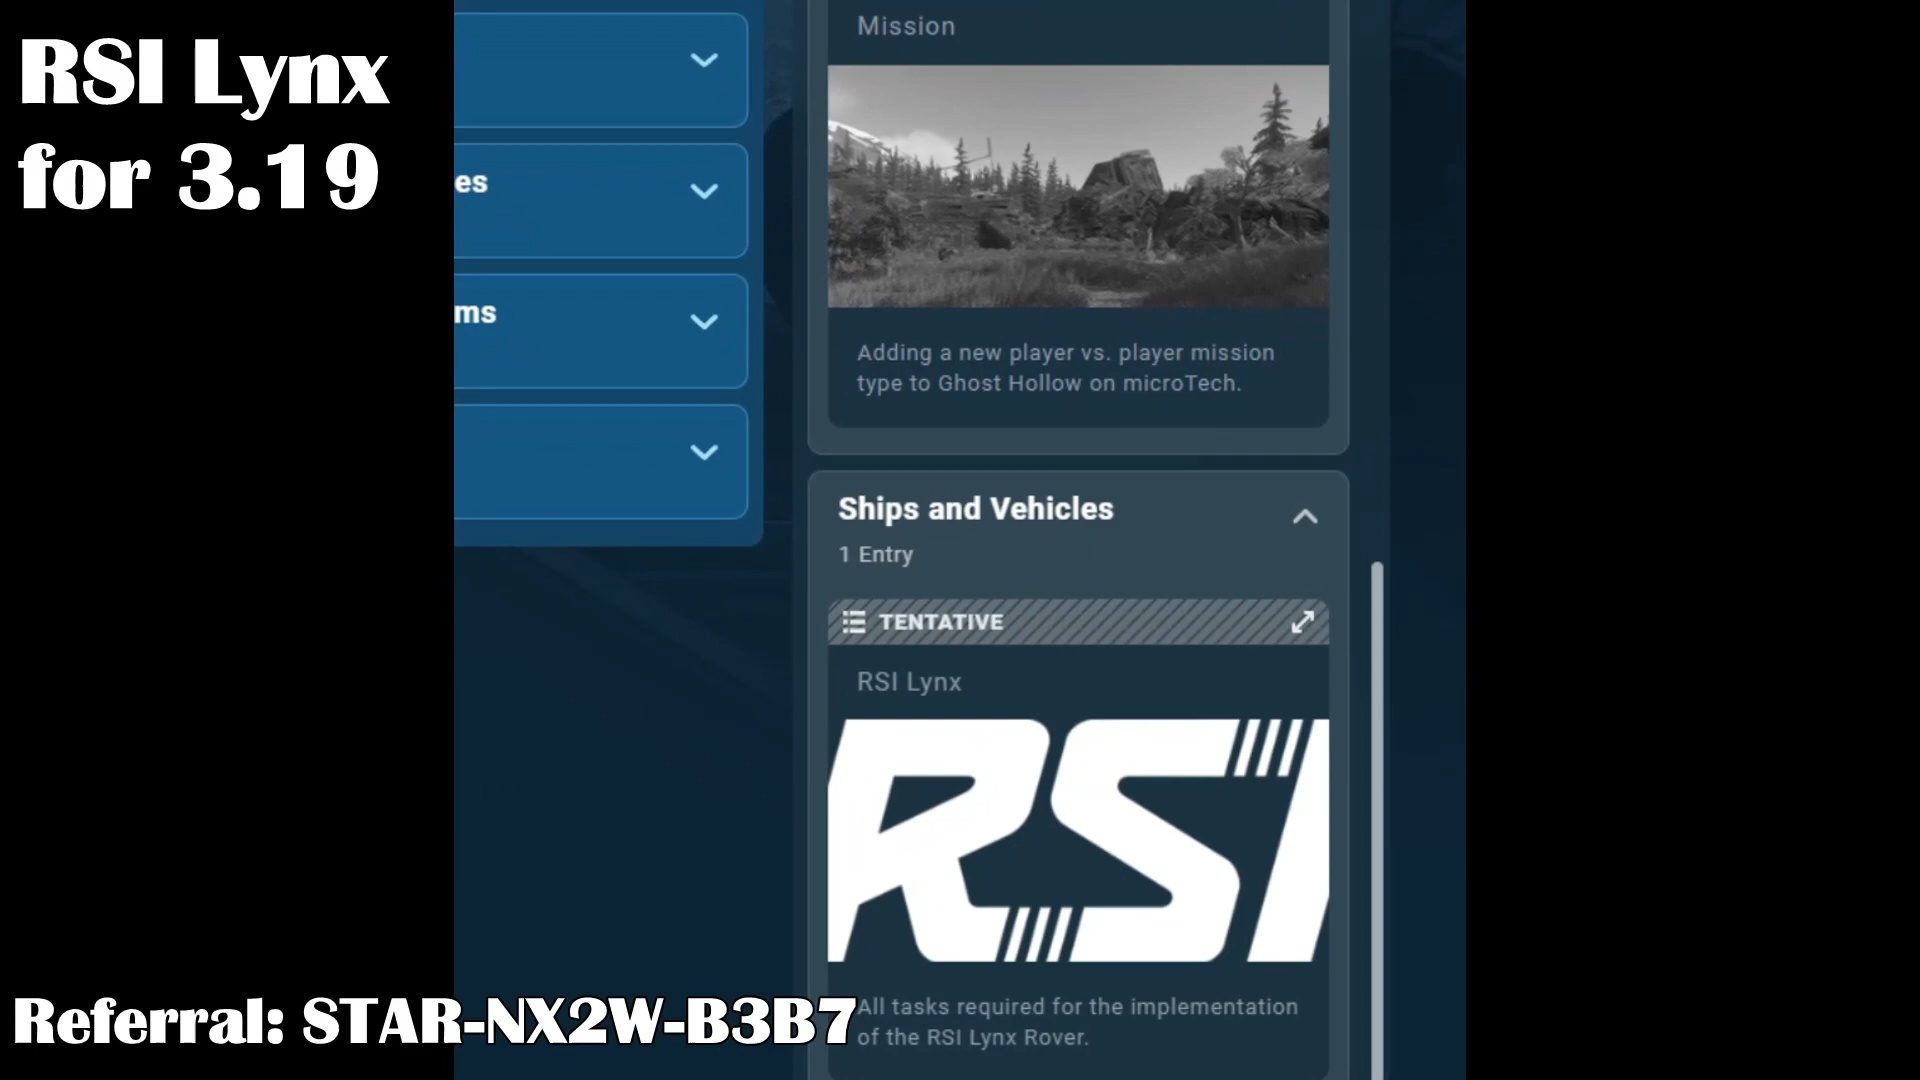 RSI Lynx
for 3.19
es
ms
Mission
Adding a new player vs. player mission
type to Ghost Hollow on microTech.
Ships and Vehicles
1 Entry
TENTATIVE
RSI Lynx
RSI
All tasks required for the implementation
of the RSI Lynx Rover.
Referral: STAR-NX2W-B3B7